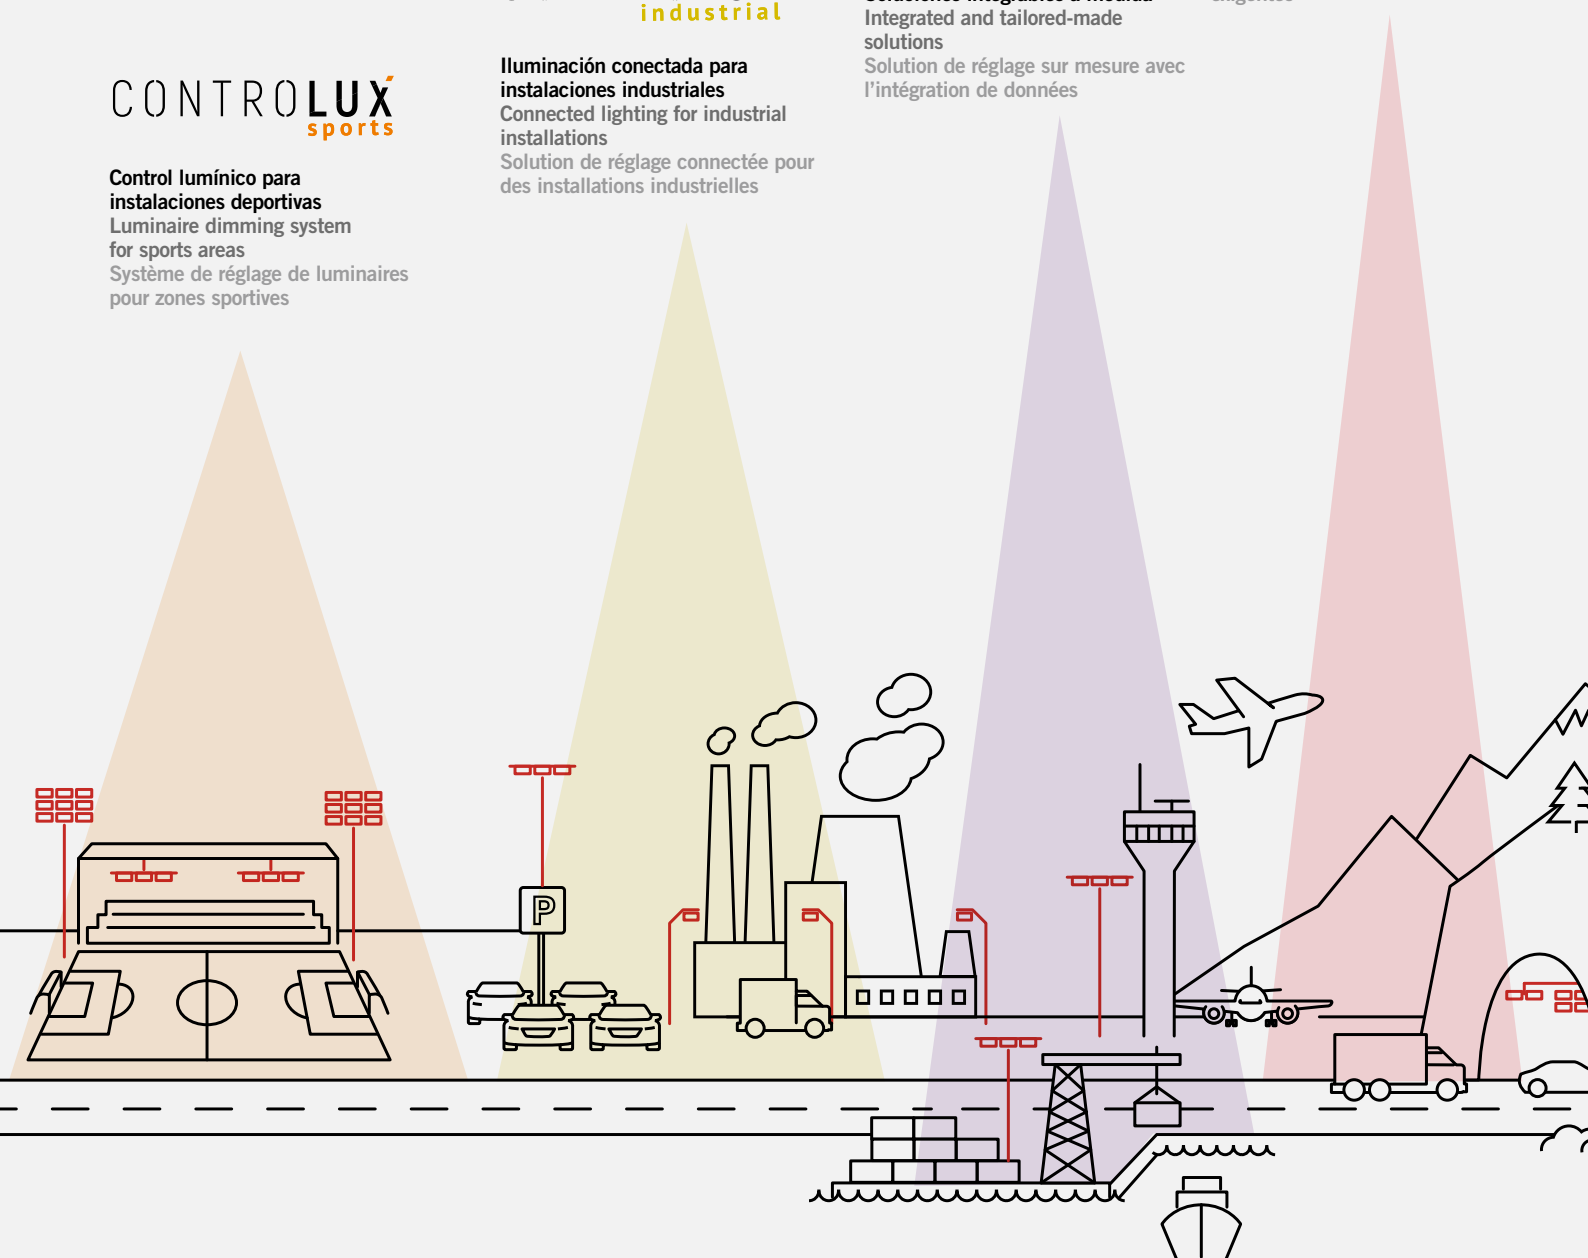 CONTROLUX
sports
Control lumínico para
instalaciones deportivas
Luminaire dimming system
for sports areas
Système de réglage de luminaires
pour zones sportives
industrial
Iluminación conectada para
instalaciones industriales
Connected lighting for industrial
installations
Solution de réglage connectée pour
des installations industrielles
Integrated and tailored-made
solutions
Solution de réglage sur mesure avec
l'intégration de données
P